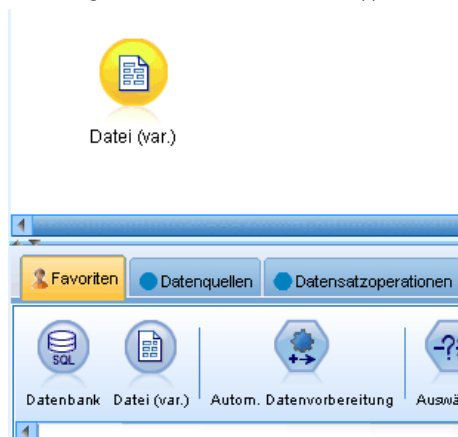 Datei (var.)
Favoriten Datenquellen Datensatzoperationen
SQL
-?
Datenbank Datei (var.) Autom. Datenvorbereitung